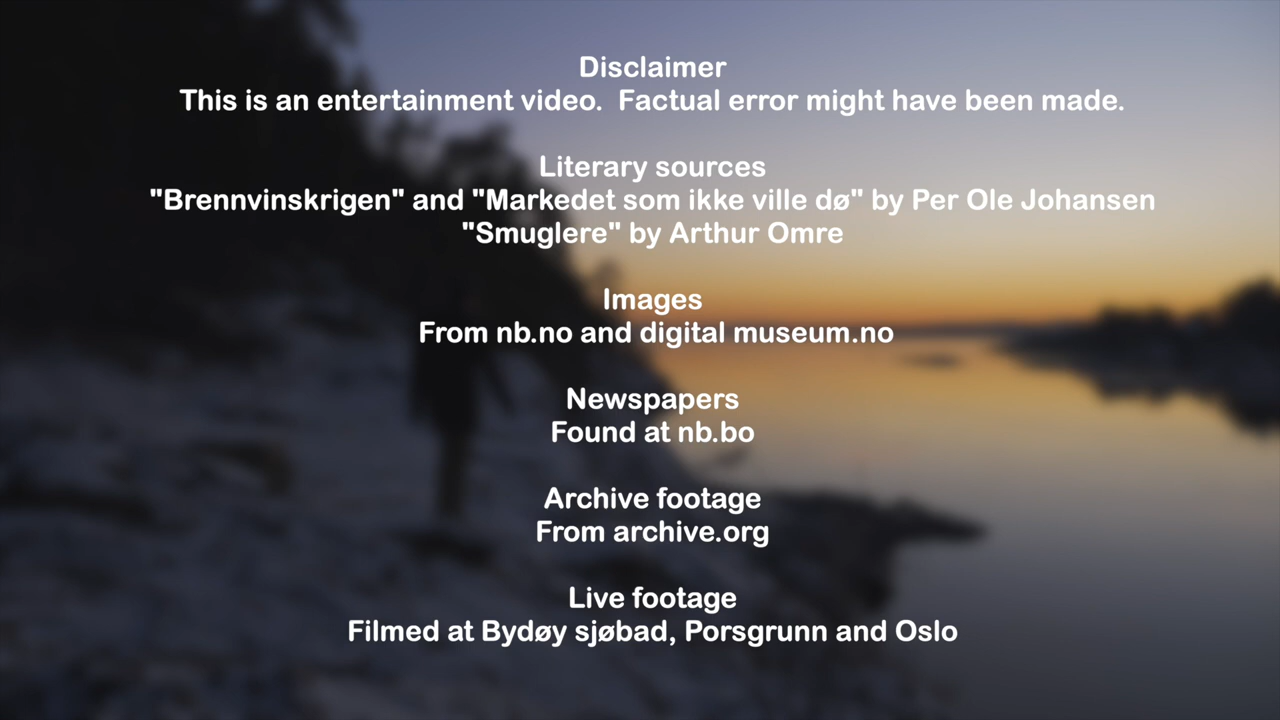 Disclaimer
This is an entertainment video.  Factual error might have been made.
Literary sources
"Brennvinskrigen" and "Markedet som ikke ville dø" by Per Ole Johansen
"Smuglere" by Arthur Omre
Images
From nb.no and digital museum.no
Newspapers
Found at nb.bo
Archive footage
From archive.org
Live footage
Filmed at Bydøy sjøbad, Porsgrunn and Oslo